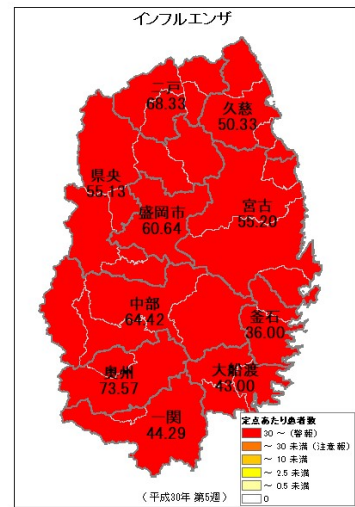 インフルエンザ
二戸
68.33
久慈
50.33
県央
55.13
盛岡市
60.64
宮古
55.20
中部
64.42
釜石
36.00
奥州
73.57
大船渡
43.00
一関
44.29
定点あたり患者数
30 ~ (警報)
~ 30 未満 (注意報)
~ 10 未満
~ 2.5 未満
~ 0.5 未満
0
(平成30年 第5週)